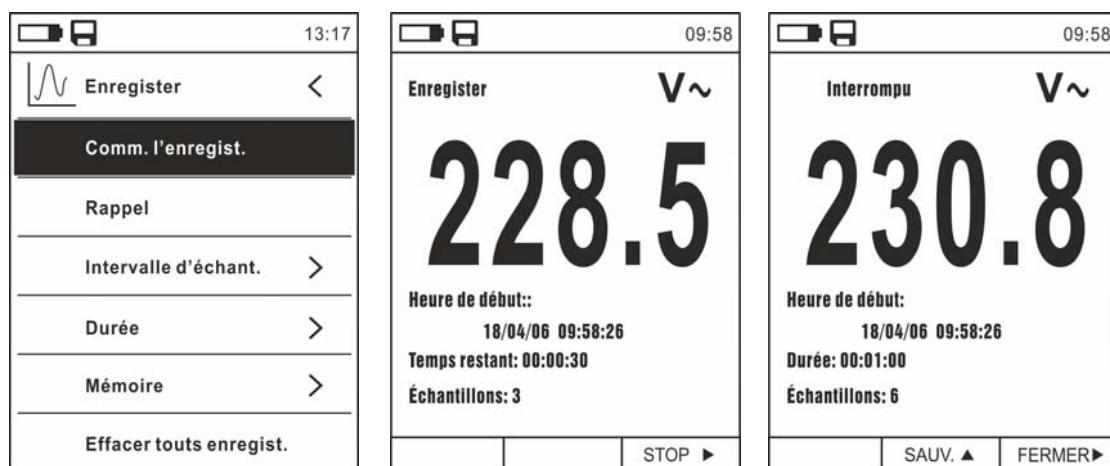 13:17
Enregister <
Comm. l'enregist.
Rappel
Intervalle d'échant. >
Durée >
Mémoire >
Effacer touts enregist.
09:58
Enregister V~
228.5
Heure de début::
18/04/06 09:58:26
Temps restant: 00:00:30
Échantillons: 3
STOP ▶
09:58
Interrompu V~
230.8
Heure de début:
18/04/06 09:58:26
Durée: 00:01:00
Échantillons: 6
SAUV. ▲ FERMER▶